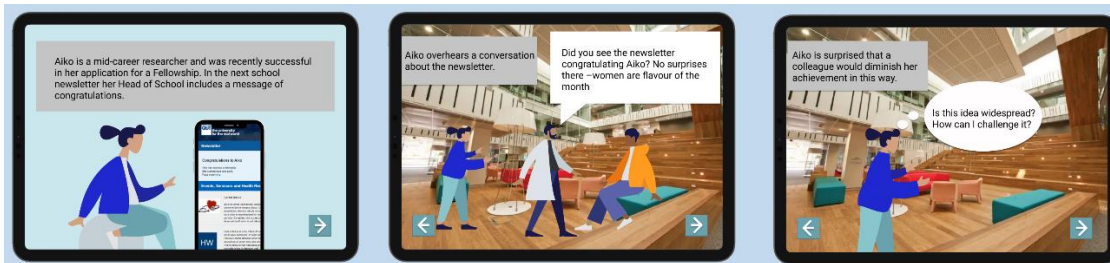 Aiko is a mid-career researcher and was recently successful
in her application for a Fellowship. In the next school
newsletter her Head of School includes a message of
congratulations.
Newsletter
Congratulations to Aiko
HW
Aiko overhears a conversation
about the newsletter.
Did you see the newsletter
congratulating Aiko? No surprises
there –women are flavour of the
month
Aiko is surprised that a
colleague would diminish her
achievement in this way.
Is this idea widespread?
How can I challenge it?